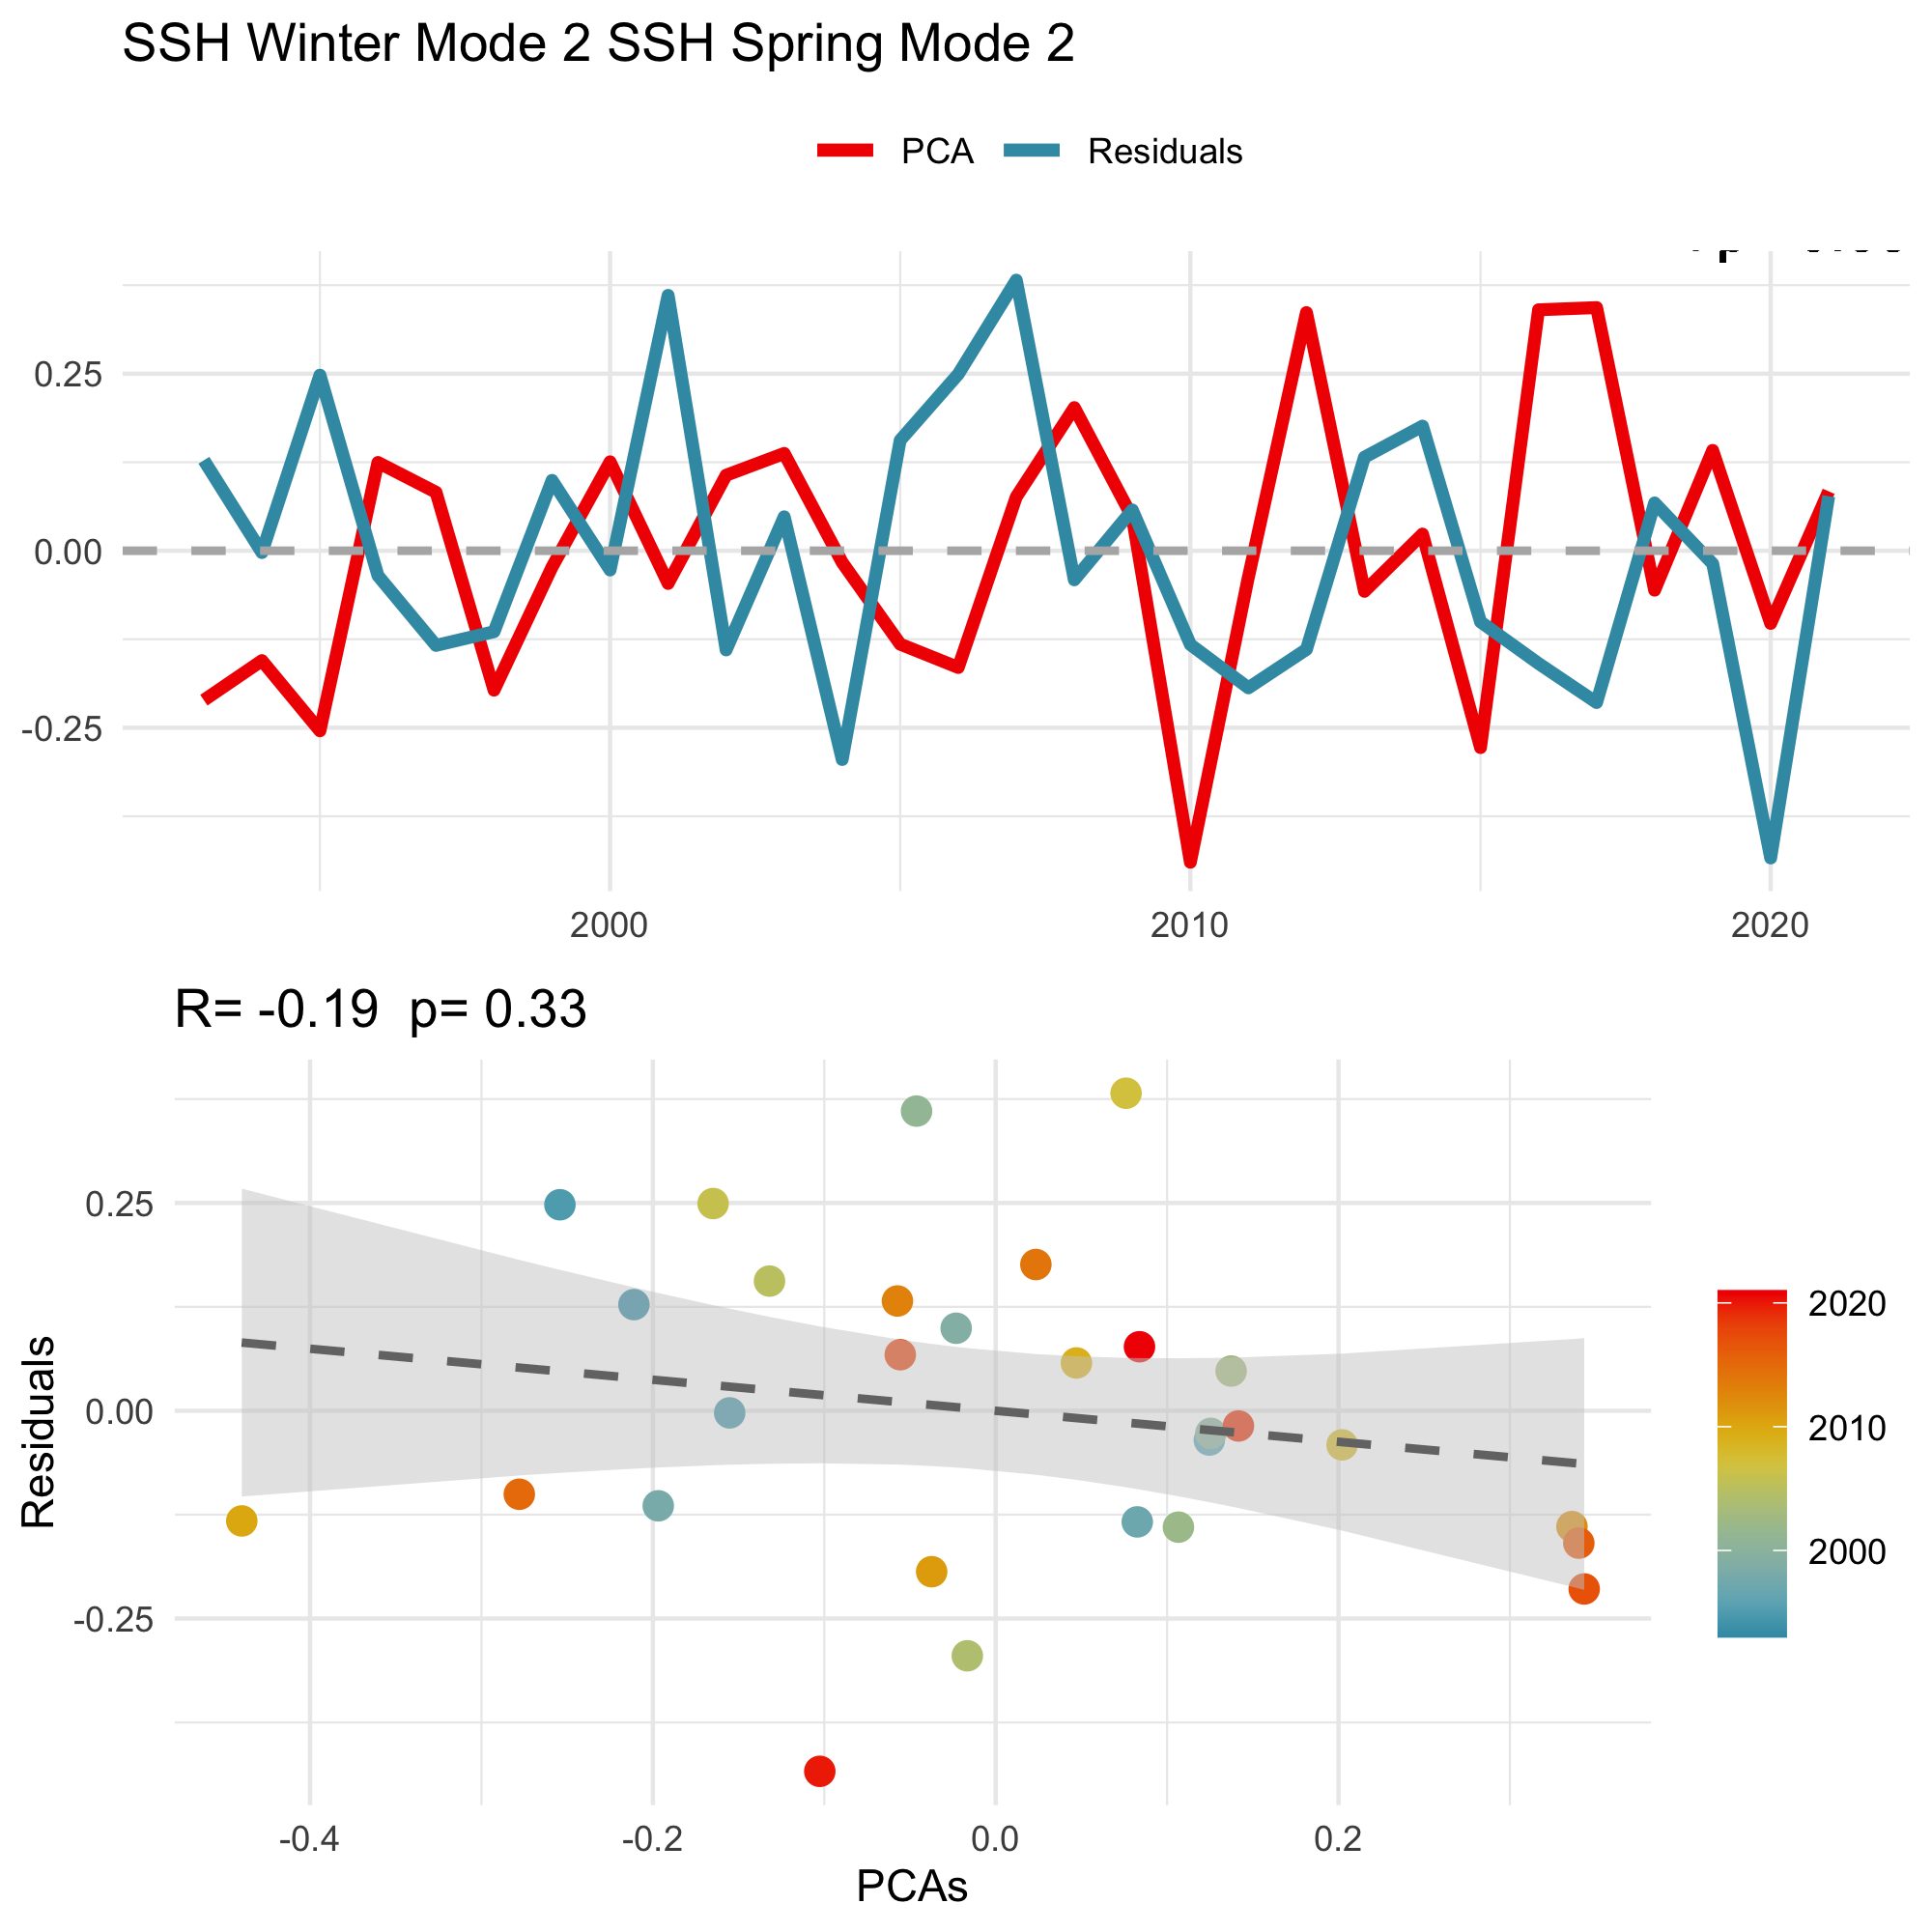 SSH Winter Mode 2 SSH Spring Mode 2
PCA Residuals
0.25
0.00
-0.25
2000 2010 2020
R= -0.19 p= 0.33
Residuals
0.25
0.00
-0.25
-0.4 -0.2 0.0 0.2
PCAs
2020
2010
2000